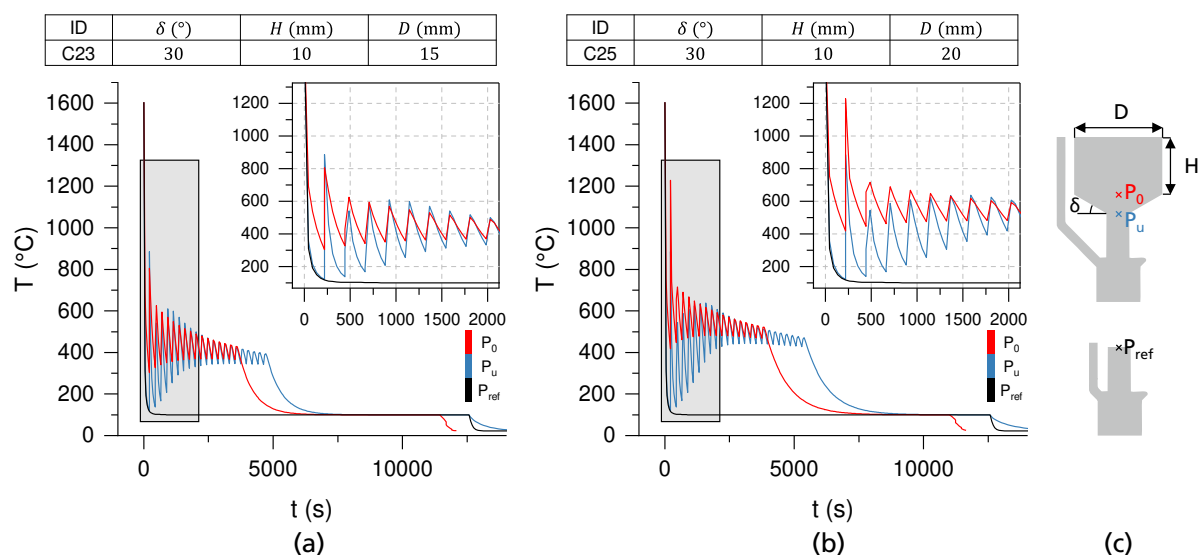 ID δ (°) H (mm) D (mm)
C23 30 10 15
ID δ (°) H (mm) D (mm)
C25 30 10 20
1600
1400
1200
1000
800
600
400
200
0
T (°C)
1200
1000
800
600
400
200
0 500 1000 1500 2000
P0
Pu
Pref
0 5000 10000
t (s)
(a)
1600
1400
1200
1000
800
600
400
200
0
T (°C)
1200
1000
800
600
400
200
0 500 1000 1500 2000
P0
Pu
Pref
0 5000 10000
t (s)
(b)
D
H
P0
δ
Pu
Pref
(c)